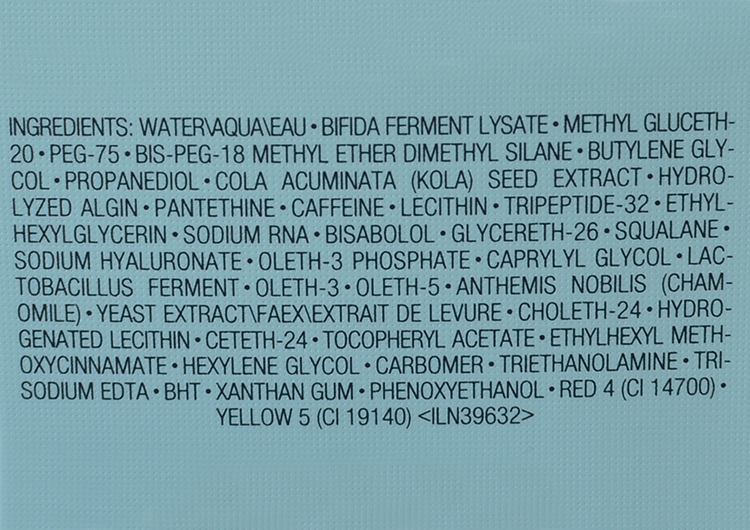 INGREDIENTS: WATER\AQUA\EAU • BIFIDA FERMENT LYSATE • METHYL GLUCETH-
20 • PEG-75 • BIS-PEG-18 METHYL ETHER DIMETHYL SILANE • BUTYLENE GLY-
COL • PROPANEDIOL • COLA ACUMINATA (KOLA) SEED EXTRACT • HYDRO-
LYZED ALGIN • PANTETHINE • CAFFEINE • LECITHIN • TRIPEPTIDE-32 • ETHYL-
HEXYLGLYCERIN • SODIUM RNA • BISABOLOL • GLYCERETH-26 • SQUALANE •
SODIUM HYALURONATE • OLETH-3 PHOSPHATE • CAPRYLYL GLYCOL • LAC-
TOBACILLUS FERMENT • OLETH-3 • OLETH-5 • ANTHEMIS NOBILIS (CHAM-
OMILE) • YEAST EXTRACT\FAEX\EXTRAIT DE LEVURE • CHOLETH-24 • HYDRO-
GENATED LECITHIN • CETETH-24 • TOCOPHERYL ACETATE • ETHYLHEXYL METH-
OXYCINNAMATE • HEXYLENE GLYCOL • CARBOMER • TRIETHANOLAMINE • TRI-
SODIUM EDTA • BHT • XANTHAN GUM • PHENOXYETHANOL • RED 4 (CI 14700) •
YELLOW 5 (CI 19140) <ILN39632>